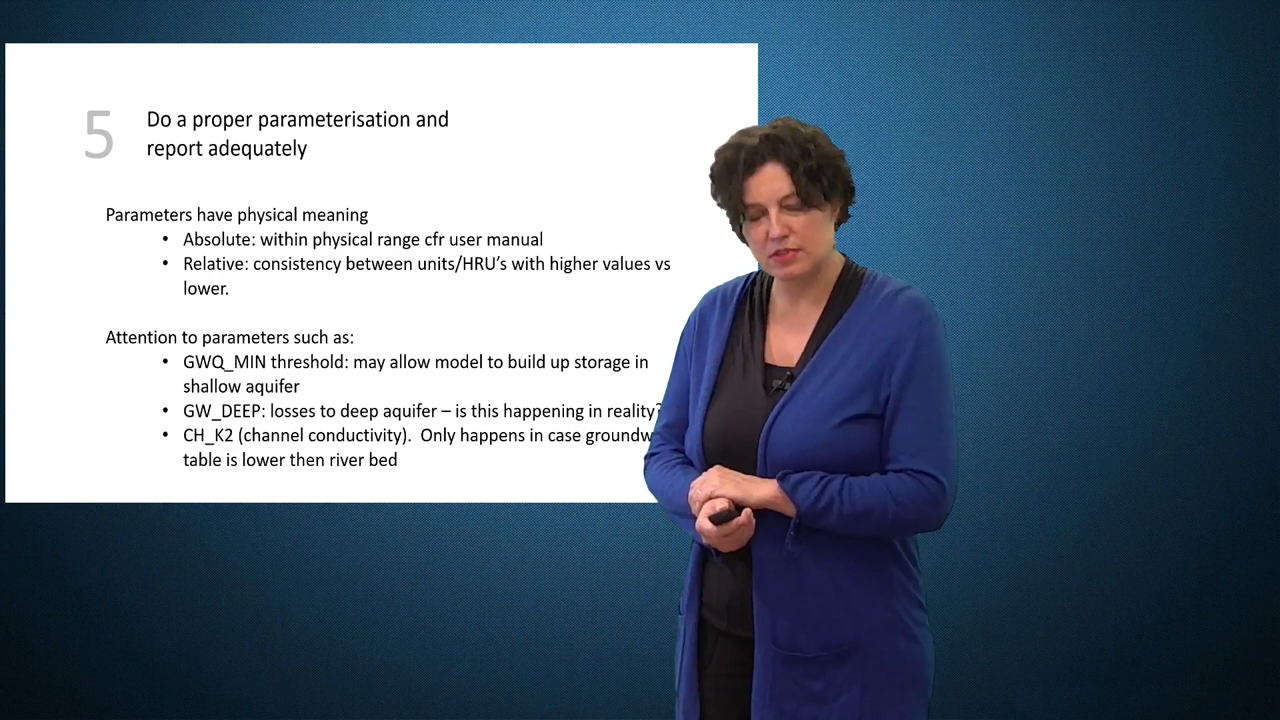 5
Do a proper parameterisation and
report adequately
Parameters have physical meaning
• Absolute: within physical range cfr user manual
• Relative: consistency between units/HRU's with higher values vs
lower.
Attention to parameters such as:
• GWQ_MIN threshold: may allow model to build up storage in
shallow aquifer
• GW_DEEP: losses to deep aquifer – is this happening in reality?
• CH_K2 (channel conductivity). Only happens in case
table is lower then river bed